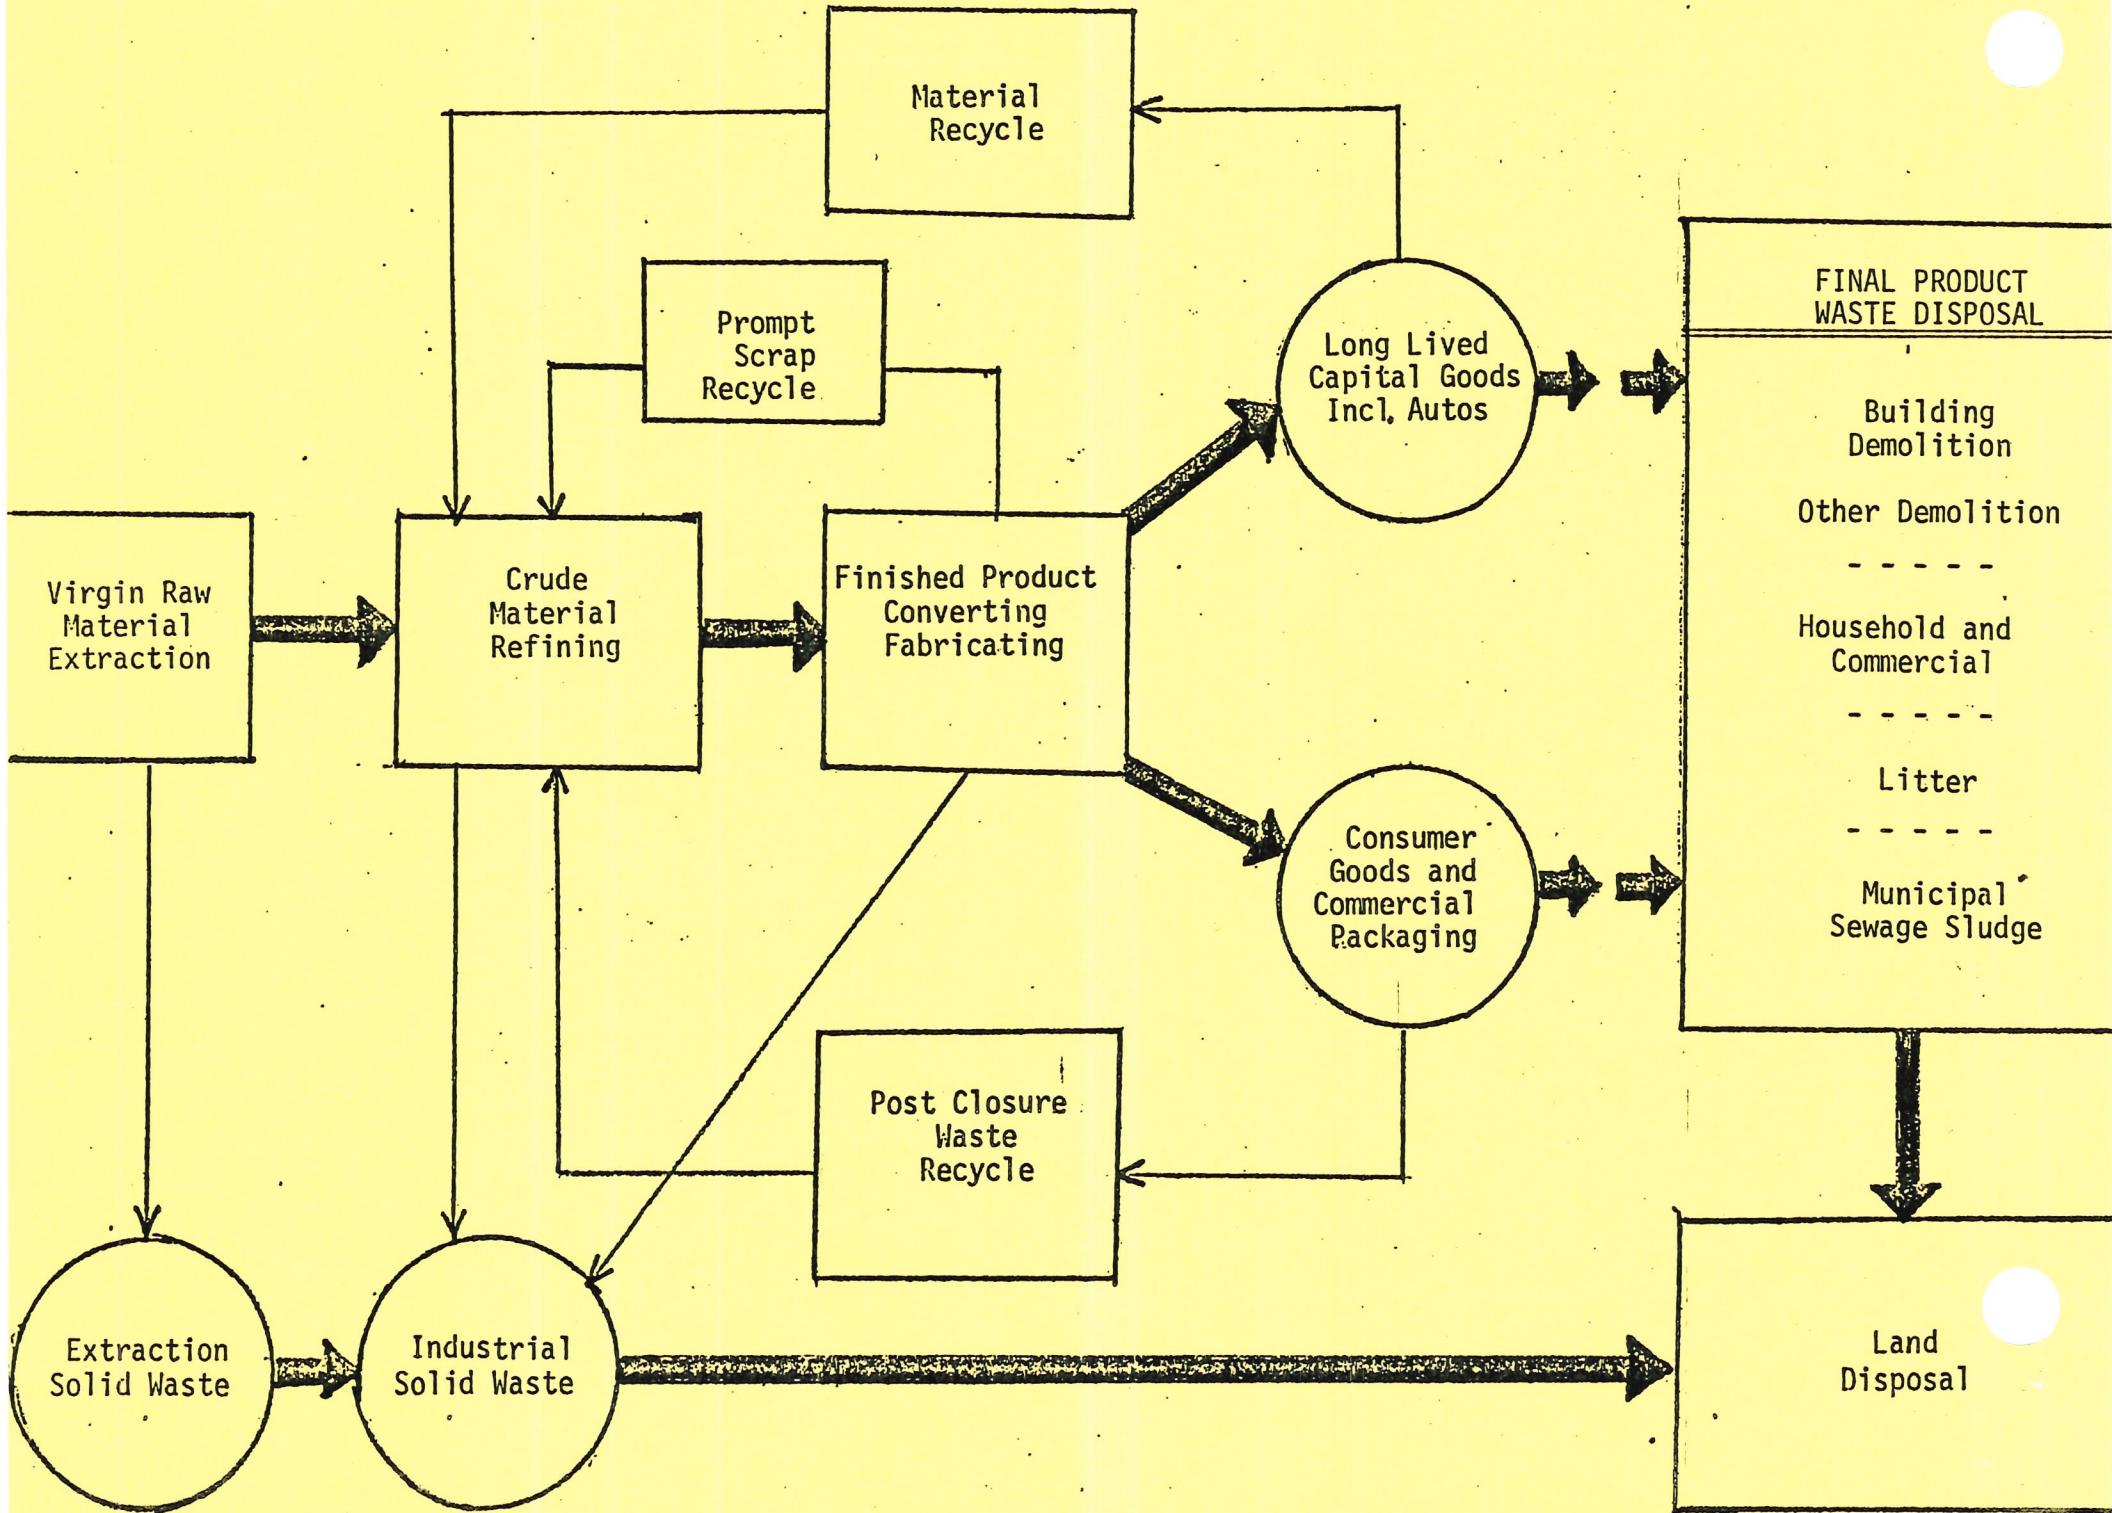 Material
Recycle
Prompt
Scrap
Recycle
Long Lived
Capital Goods
Incl. Autos
FINAL PRODUCT
WASTE DISPOSAL
Building
Demolition
Other Demolition
- - - - -
Household and
Commercial
- - - - -
Litter
- - - - -
Municipal
Sewage Sludge
Virgin Raw
Material
Extraction
Crude
Material
Refining
Finished Product
Converting
Fabricating
Consumer
Goods and
Commercial
Packaging
Post Closure
Waste
Recycle
Extraction
Solid Waste
Industrial
Solid Waste
Land
Disposal